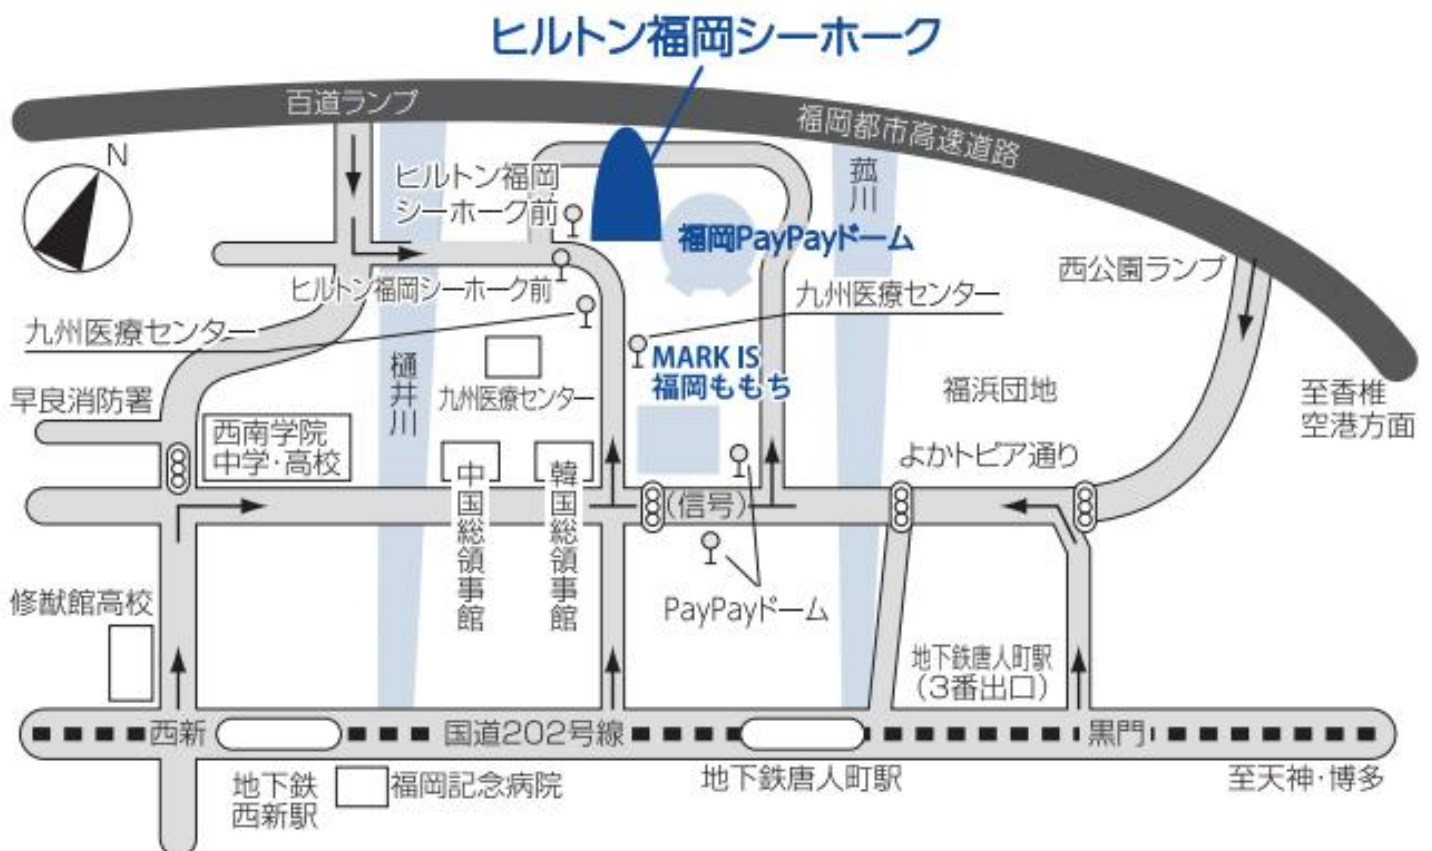 ヒルトン福岡シーホーク
百道ランプ
福岡都市高速道路
N
ヒルトン福岡
シーホーク前
菰川
福岡PayPayドーム
西公園ランプ
ヒルトン福岡シーホーク前
九州医療センター
九州医療センター
MARK IS
福岡ももち
樋井川
九州医療センター
福浜団地
至香椎
空港方面
早良消防署
西南学院
中学・高校
よかトピア通り
中国総領事館
韓国総領事館
(信号)
修猷館高校
PayPayドーム
地下鉄唐人町駅
(3番出口)
西新
国道202号線
黒門
地下鉄
西新駅
福岡記念病院
地下鉄唐人町駅
至天神・博多